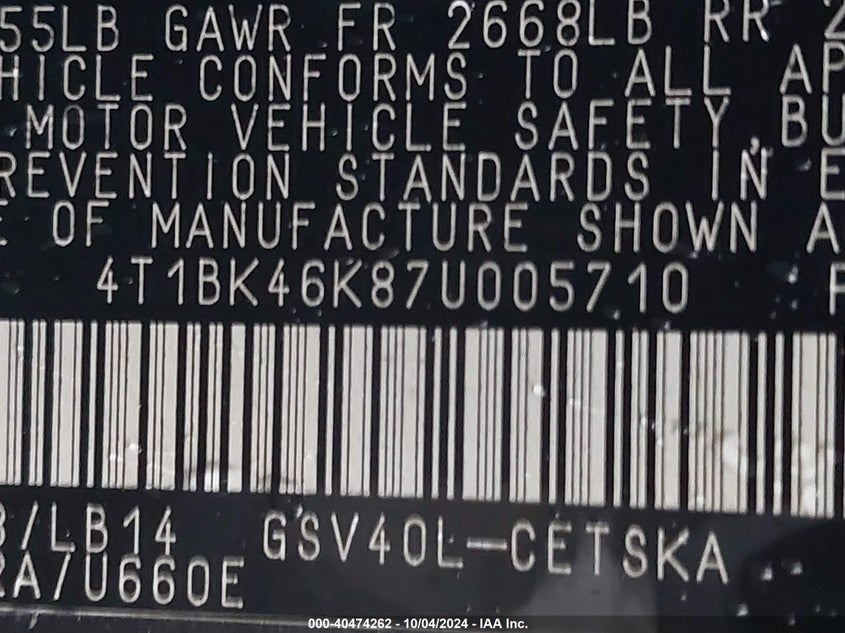 55LB GAWR FR 2668LB RR 2
HICLE CONFORMS TO ALL AP
MOTOR VEHICLE SAFETY,BU
REVENTION STANDARDS IN E
OF MANUFACTURE SHOWN A
4T1BK46K87U005710
/LB14 GSV40L-CETSKA
A/U660E
000-40474262 - 10/04/2024 - IAA Inc.